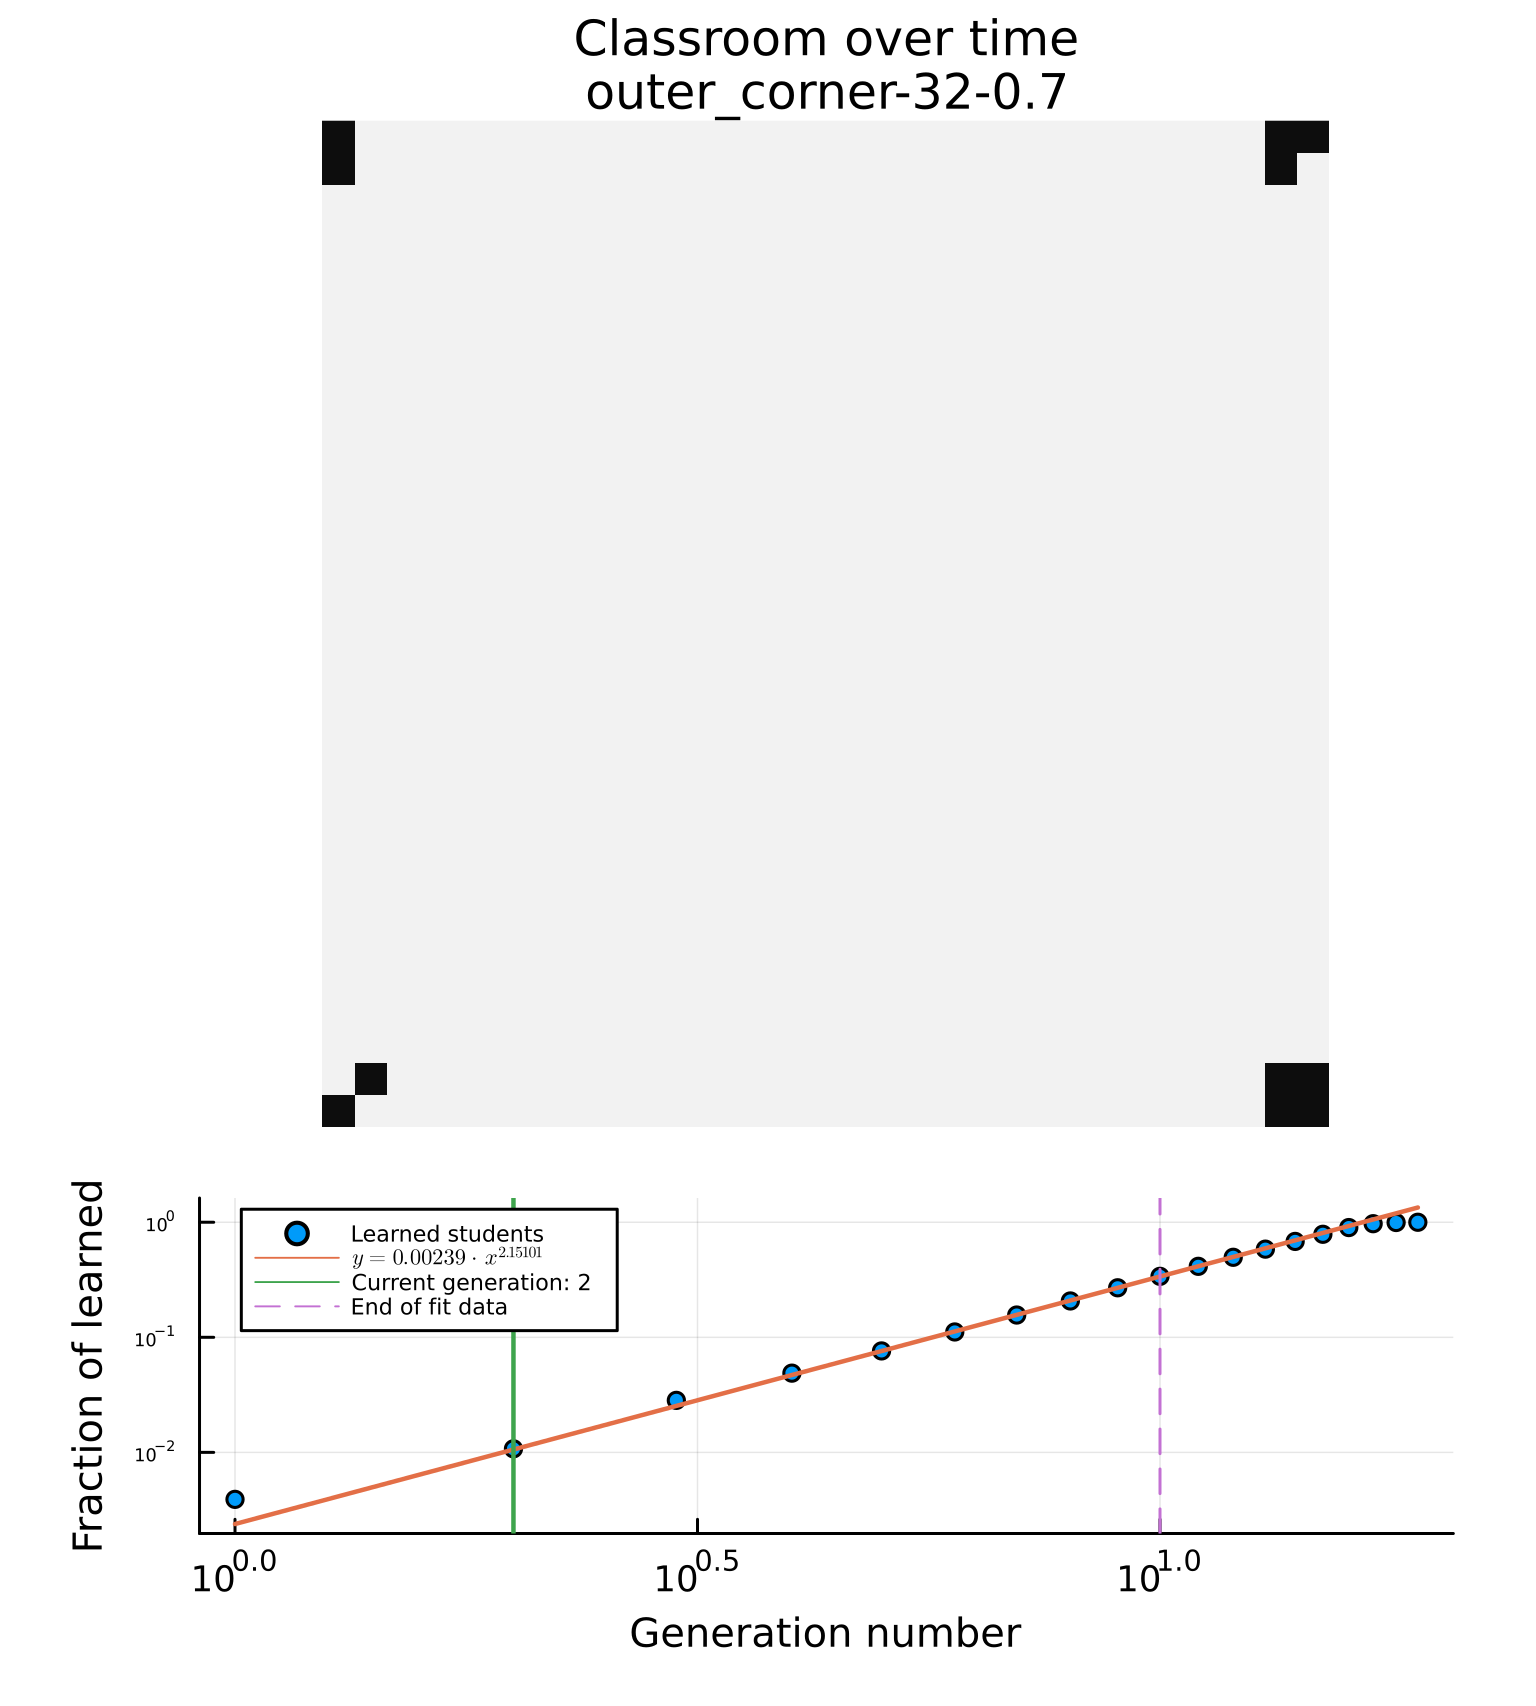 Classroom over time
outer_corner-32-0.7
Fraction of learned
10^0
10^-1
10^-2
Learned students
y = 0.00239 · x^2.15101
Current generation: 2
End of fit data
10^0.0
10^0.5
10^1.0
Generation number